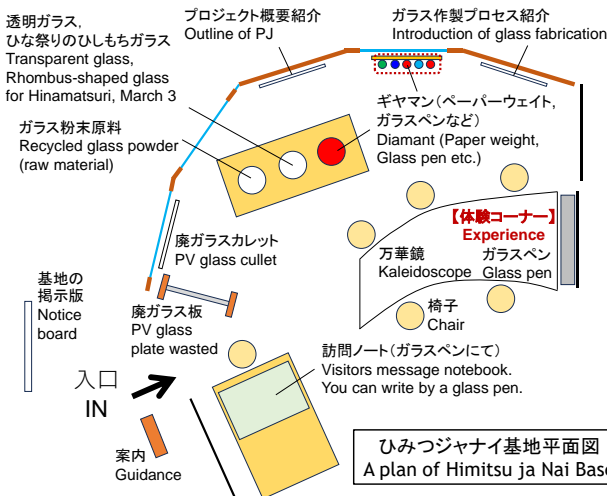 透明ガラス,
ひな祭りのひしもちガラス
Transparent glass,
Rhombus-shaped glass
for Hinamatsuri, March 3
プロジェクト概要紹介
Outline of PJ
ガラス作製プロセス紹介
Introduction of glass fabrication
ギヤマン(ペーパーウェイト,
ガラスペンなど)
Diamant (Paper weight,
Glass pen etc.)
ガラス粉末原料
Recycled glass powder
(raw material)
【体験コーナー】
Experience
万華鏡
Kaleidoscope
ガラスペン
Glass pen
椅子
Chair
廃ガラスカレット
PV glass cullet
廃ガラス板
PV glass
plate wasted
基地の
掲示版
Notice
board
訪問ノート(ガラスペンにて)
Visitors message notebook.
You can write by a glass pen.
入口
IN
案内
Guidance
ひみつジャナイ基地平面図
A plan of Himitsu ja Nai Base